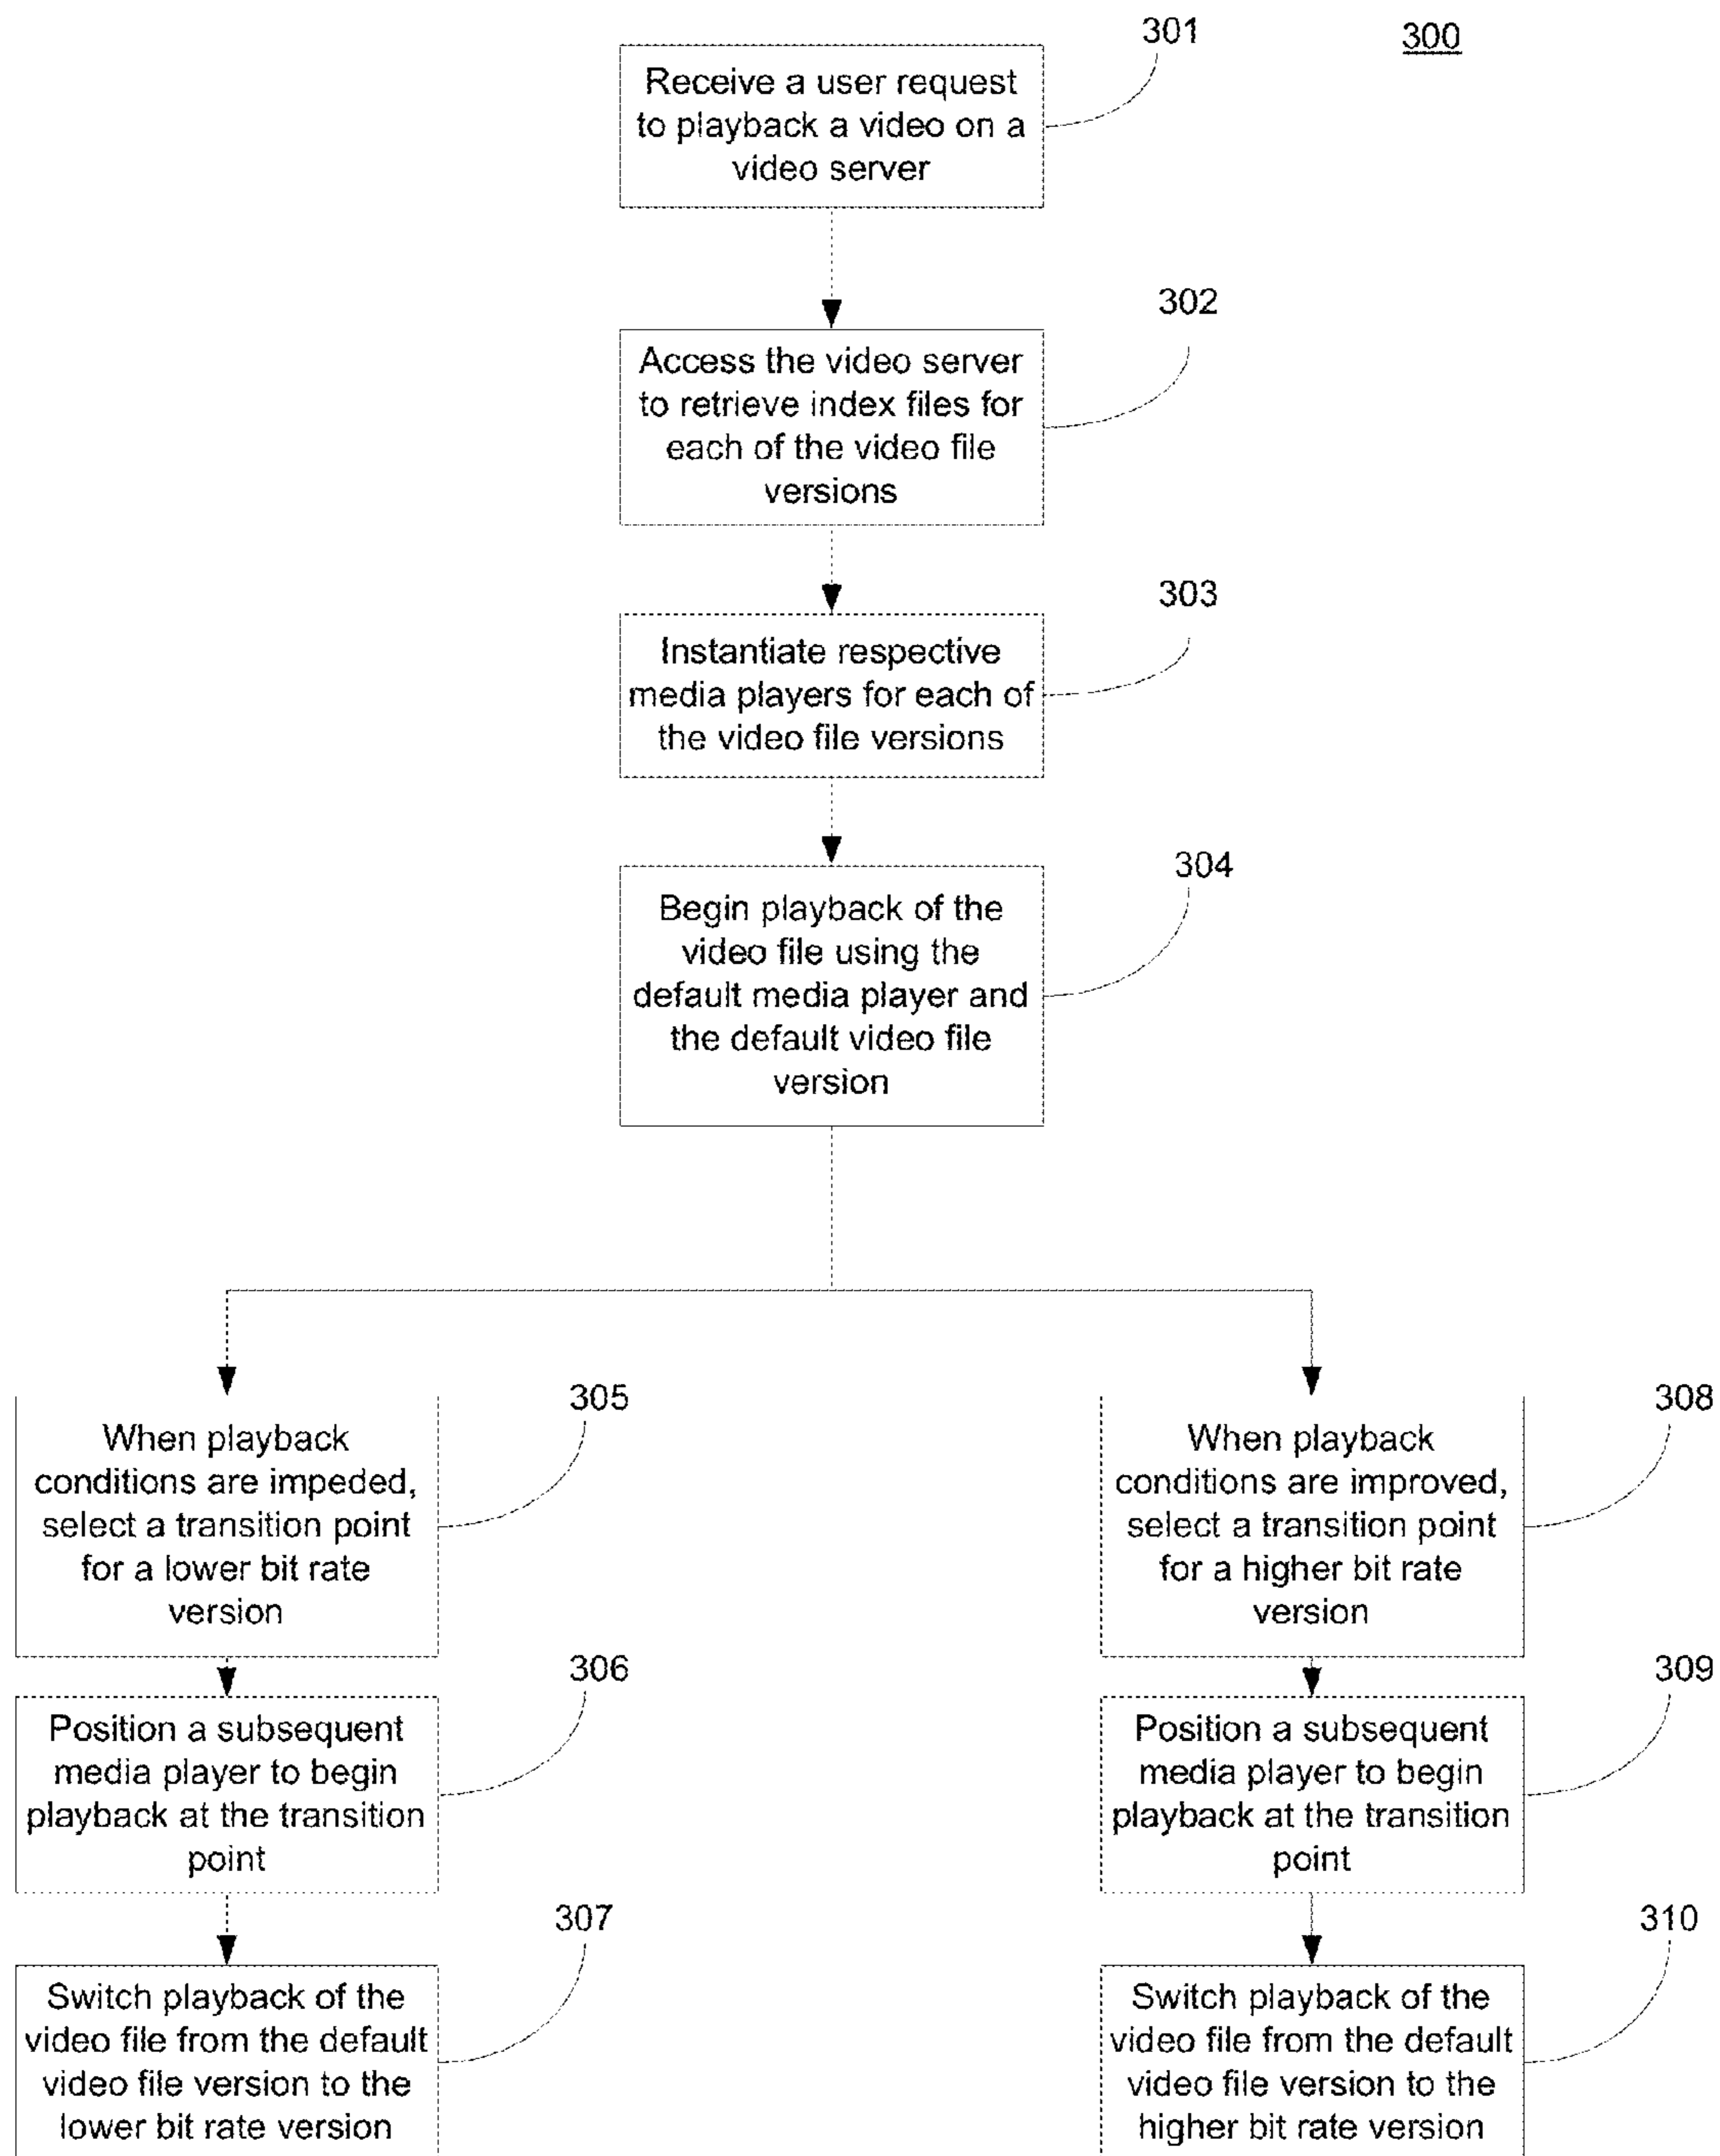 301
300
Receive a user request
to playback a video on a
video server
302
Access the video server
to retrieve index files for
each of the video file
versions
303
Instantiate respective
media players for each of
the video file versions
304
Begin playback of the
video file using the
default media player and
the default video file
version
305
When playback
conditions are impeded,
select a transition point
for a lower bit rate
version
306
Position a subsequent
media player to begin
playback at the transition
point
307
Switch playback of the
video file from the default
video file version to the
lower bit rate version
308
When playback
conditions are improved,
select a transition point
for a higher bit rate
version
309
Position a subsequent
media player to begin
playback at the transition
point
310
Switch playback of the
video file from the default
video file version to the
higher bit rate version